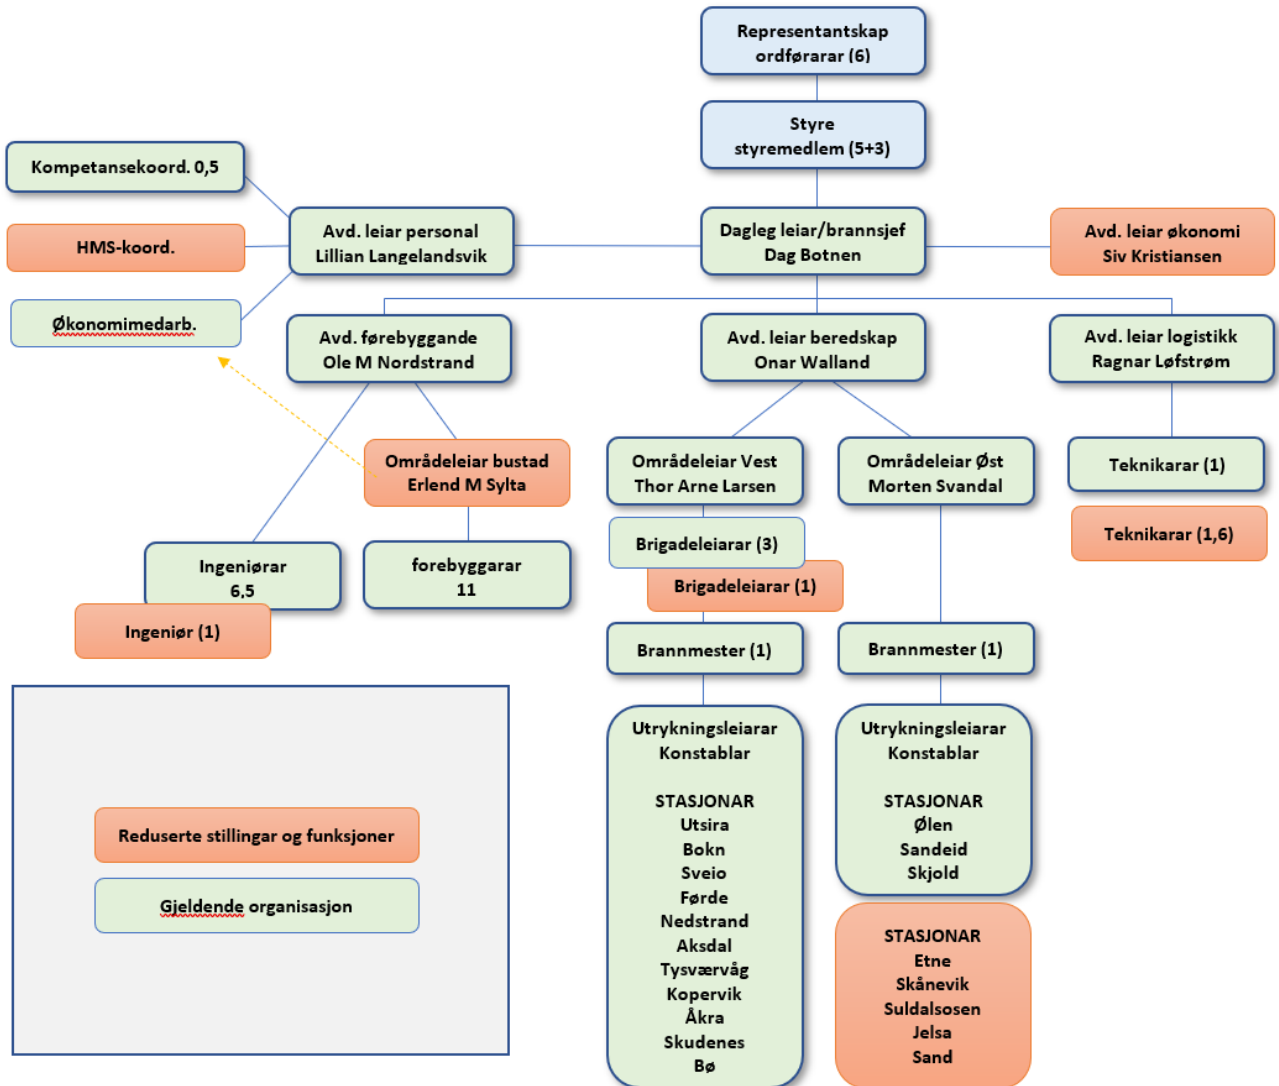 Representantskap
ordførarar (6)
Styre
styremedlem (5+3)
Kompetansekoord. 0,5
HMS-koord.
Økonomimedarb.
Avd. leiar personal
Lillian Langelandsvik
Dagleg leiar/brannsjef
Dag Botnen
Avd. leiar økonomi
Siv Kristiansen
Avd. førebyggande
Ole M Nordstrand
Avd. leiar beredskap
Onar Walland
Avd. leiar logistikk
Ragnar Løfstrøm
Områdeleiar bustad
Erlend M Sylta
Områdeleiar Vest
Thor Arne Larsen
Områdeleiar Øst
Morten Svandal
Teknikarar (1)
Teknikarar (1,6)
Ingeniørar
6,5
Ingeniør (1)
forebyggarar
11
Brigadeleiarar (3)
Brigadeleiarar (1)
Brannmester (1)
Brannmester (1)
Utrykningsleiarar
Konstablar
STASJONAR
Utsira
Bokn
Sveio
Førde
Nedstrand
Aksdal
Tysværvåg
Kopervik
Åkra
Skudenes
Bø
Utrykningsleiarar
Konstablar
STASJONAR
Ølen
Sandeid
Skjold
STASJONAR
Etne
Skånevik
Suldalsosen
Jelsa
Sand
Reduserte stillingar og funksjoner
Gjeldende organisasjon